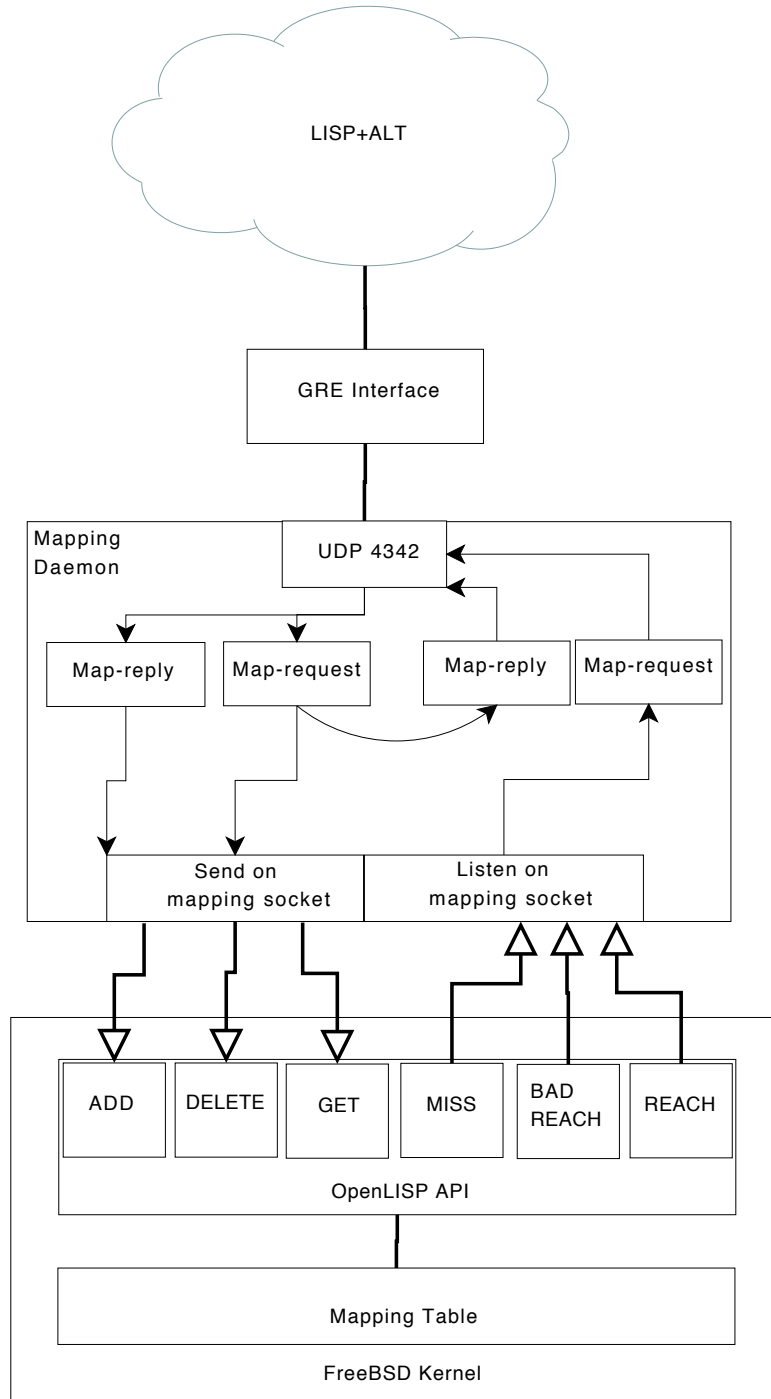 LISP+ALT
GRE Interface
Mapping
Daemon
UDP 4342
Map-reply
Map-request
Map-reply
Map-request
Send on
mapping socket
Listen on
mapping socket
ADD
DELETE
GET
MISS
BAD
REACH
REACH
OpenLISP API
Mapping Table
FreeBSD Kernel